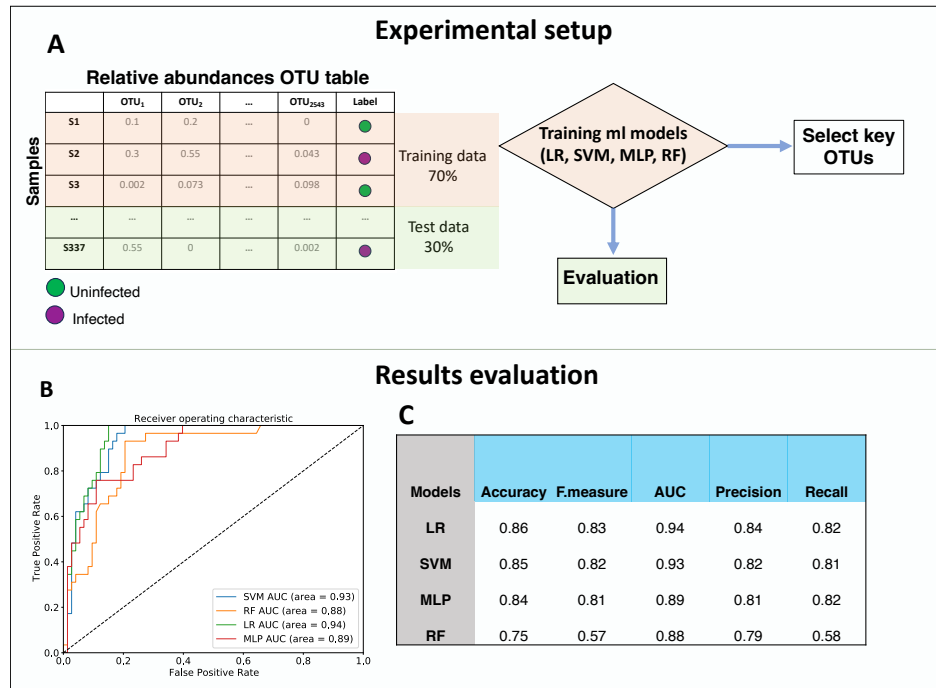 Experimental setup
A
Relative abundances OTU table
OTU1 OTU2 ... OTU2543 Label
Samples
S1 0.1 0.2 ... 0
S2 0.3 0.55 ... 0.043
S3 0.002 0.073 ... 0.098
... ... ... ... ... ...
S337 0.55 0 ... 0.002
Training data
70%
Test data
30%
Training ml models
(LR, SVM, MLP, RF)
Select key
OTUs
Evaluation
Uninfected
Infected
Results evaluation
B
Receiver operating characteristic
True Positive Rate
1,0
0.8
0.6
0.4
0.2
0,0
0.0 0.2 0.4 0.6 0.8 1.0
False Positive Rate
SVM AUC (area = 0.93)
RF AUC (area = 0,88)
LR AUC (area = 0,94)
MLP AUC (area = 0,89)
C
Models Accuracy F.measure AUC Precision Recall
LR 0.86 0.83 0.94 0.84 0.82
SVM 0.85 0.82 0.93 0.82 0.81
MLP 0.84 0.81 0.89 0.81 0.82
RF 0.75 0.57 0.88 0.79 0.58